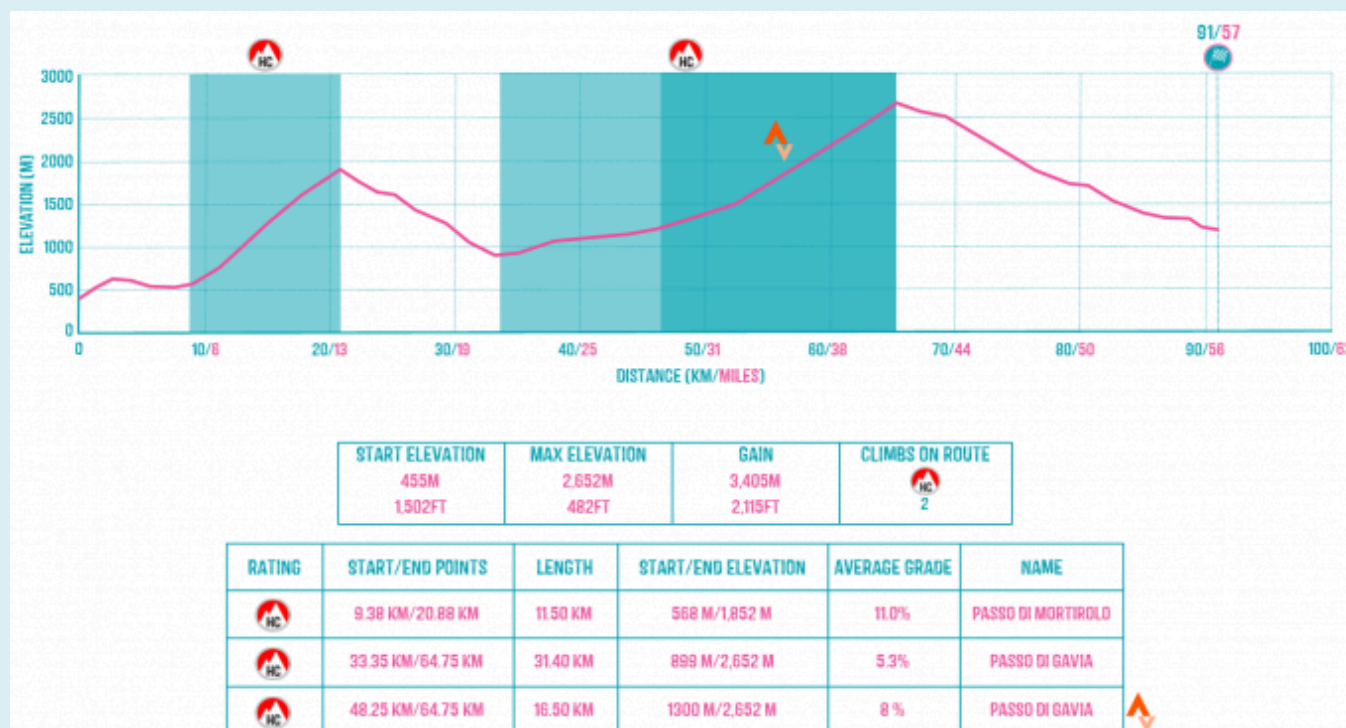 91/57
HC
HC
3000
2500
2000
1500
1000
500
0
ELEVATION (M)
0 10/6 20/13 30/19 40/25 50/31 60/38 70/44 80/50 90/56 100/63
DISTANCE (KM/MILES)
START ELEVATION MAX ELEVATION GAIN CLIMBS ON ROUTE
455M 2,652M 3,405M HC
1,502FT 482FT 2,115FT 2
RATING START/END POINTS LENGTH START/END ELEVATION AVERAGE GRADE NAME
HC 9.38 KM/20.88 KM 11.50 KM 568 M/1,852 M 11.0% PASSO DI MORTIROLO
HC 33.35 KM/64.75 KM 31.40 KM 899 M/2,652 M 5.3% PASSO DI GAVIA
HC 48.25 KM/64.75 KM 16.50 KM 1300 M/2,652 M 8 % PASSO DI GAVIA